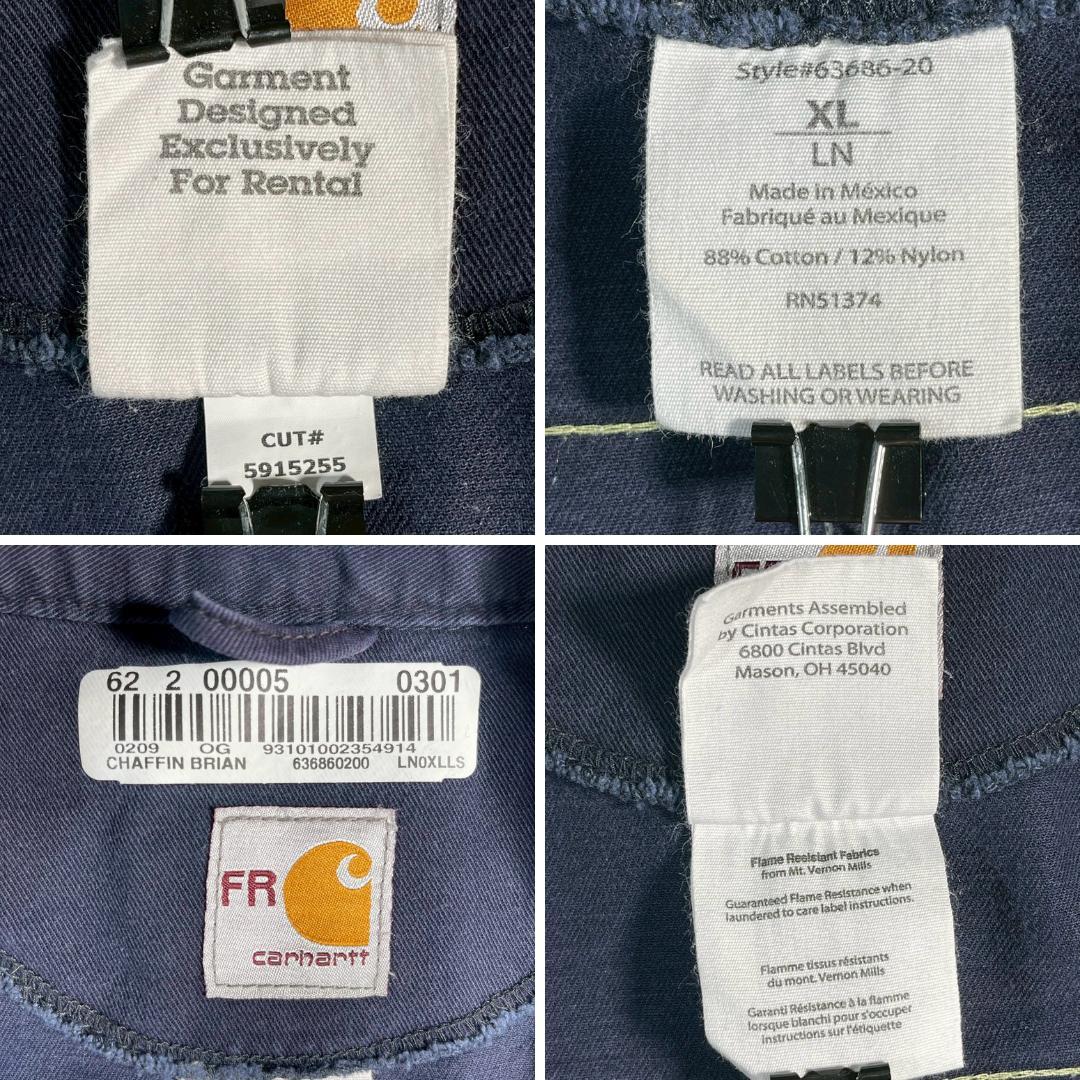 Garment
Designed
Exclusively
For Rental
CUT#
5915255
Style#63686-20
XL
LN
Made in México
Fabriqué au Mexique
88% Cotton / 12% Nylon
RN51374
READ ALL LABELS BEFORE
WASHING OR WEARING
62 2 00005 0301
0209 OG 93101002354914
CHAFFIN BRIAN 636860200 LN0XLLS
FR
carhartt
Garments Assembled
by Cintas Corporation
6800 Cintas Blvd
Mason, OH 45040
Flame Resistant Fabrics
from Mt. Vernon Mills
Guaranteed Flame Resistance when
laundered to care label instructions.
Flamme tissus résistants
du mont. Vernon Mills
Garanti Résistance à la flamme
lorsque blanchi pour s'occuper
instructions sur l'étiquette